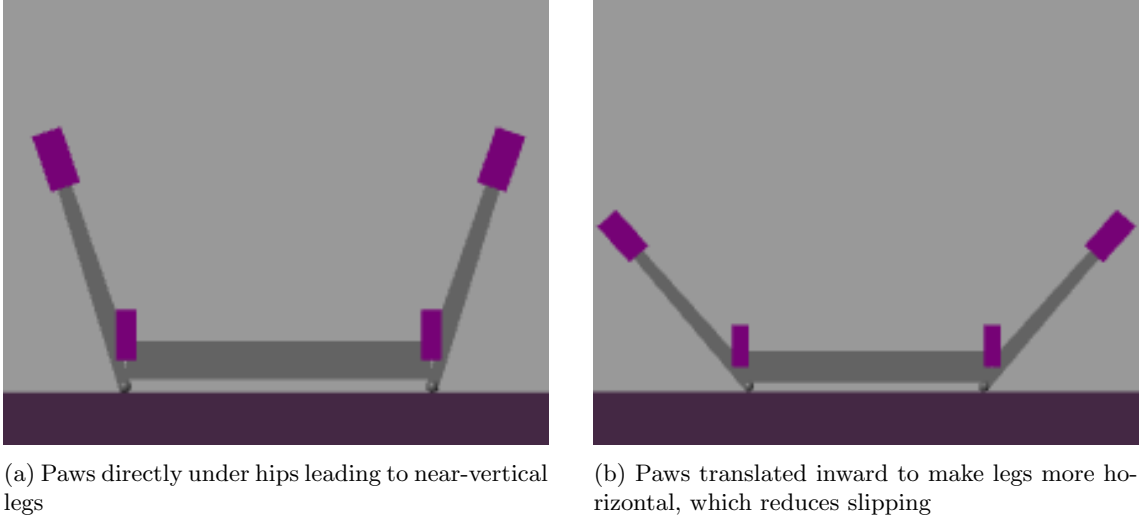 (a) Paws directly under hips leading to near-vertical
legs
(b) Paws translated inward to make legs more ho-
rizontal, which reduces slipping